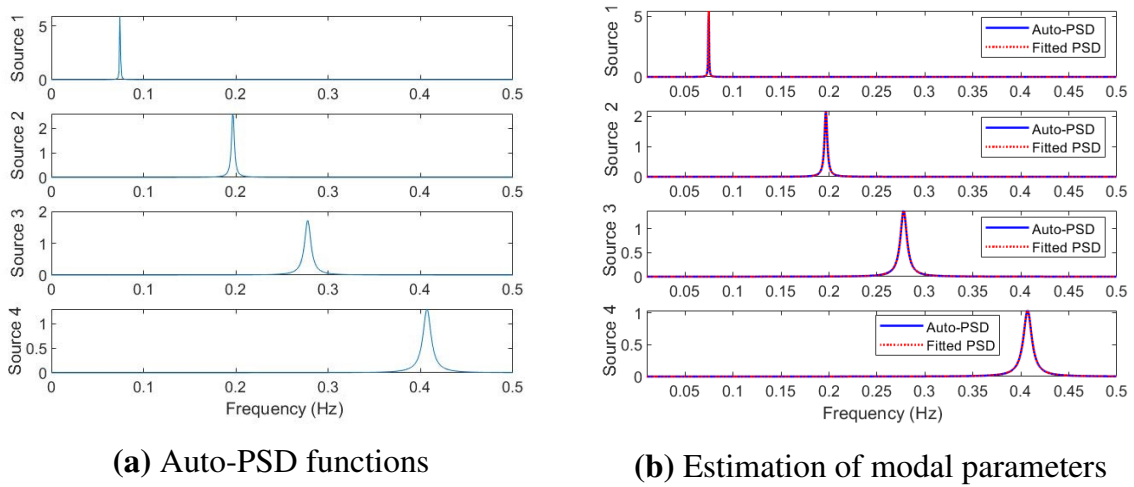 Source 1
5
0
0 0.1 0.2 0.3 0.4 0.5
Source 2
2
1
0
0 0.1 0.2 0.3 0.4 0.5
Source 3
2
1
0
0 0.1 0.2 0.3 0.4 0.5
Source 4
1
0.5
0
0 0.1 0.2 0.3 0.4 0.5
Frequency (Hz)
(a) Auto-PSD functions
Source 1
5
0
Auto-PSD
Fitted PSD
0.05 0.1 0.15 0.2 0.25 0.3 0.35 0.4 0.45 0.5
Source 2
2
1
0
Auto-PSD
Fitted PSD
0.05 0.1 0.15 0.2 0.25 0.3 0.35 0.4 0.45 0.5
Source 3
1
0.5
0
Auto-PSD
Fitted PSD
0.05 0.1 0.15 0.2 0.25 0.3 0.35 0.4 0.45 0.5
Source 4
1
0.5
0
Auto-PSD
Fitted PSD
0.05 0.1 0.15 0.2 0.25 0.3 0.35 0.4 0.45 0.5
Frequency (Hz)
(b) Estimation of modal parameters